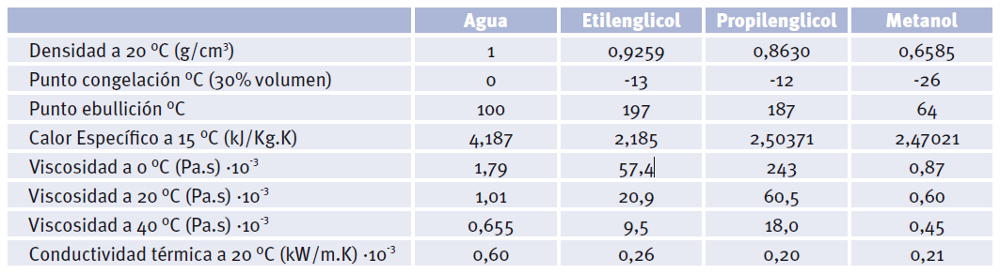 Agua Etilenglicol Propilenglicol Metanol
Densidad a 20 ºC (g/cm³) 1 0,9259 0,8630 0,6585
Punto congelación ºC (30% volumen) 0 -13 -12 -26
Punto ebullición ºC 100 197 187 64
Calor Específico a 15 ºC (kJ/Kg.K) 4,187 2,185 2,50371 2,47021
Viscosidad a 0 ºC (Pa.s) ·10⁻³ 1,79 57,4 243 0,87
Viscosidad a 20 ºC (Pa.s) ·10⁻³ 1,01 20,9 60,5 0,60
Viscosidad a 40 ºC (Pa.s) ·10⁻³ 0,655 9,5 18,0 0,45
Conductividad térmica a 20 ºC (kW/m.K) ·10⁻³ 0,60 0,26 0,20 0,21